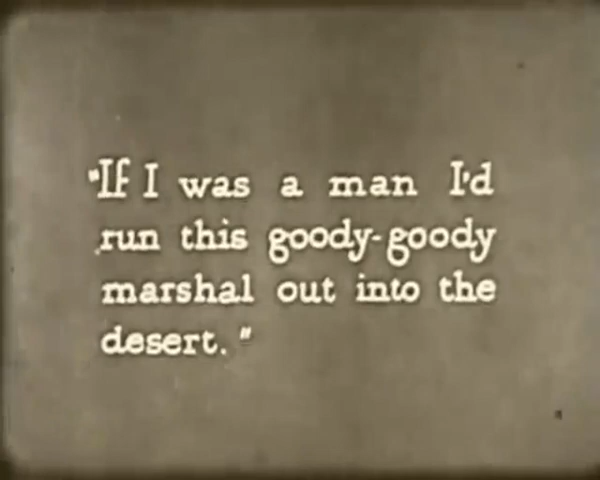 "If I was a man I'd
run this goody-goody
marshal out into the
desert."